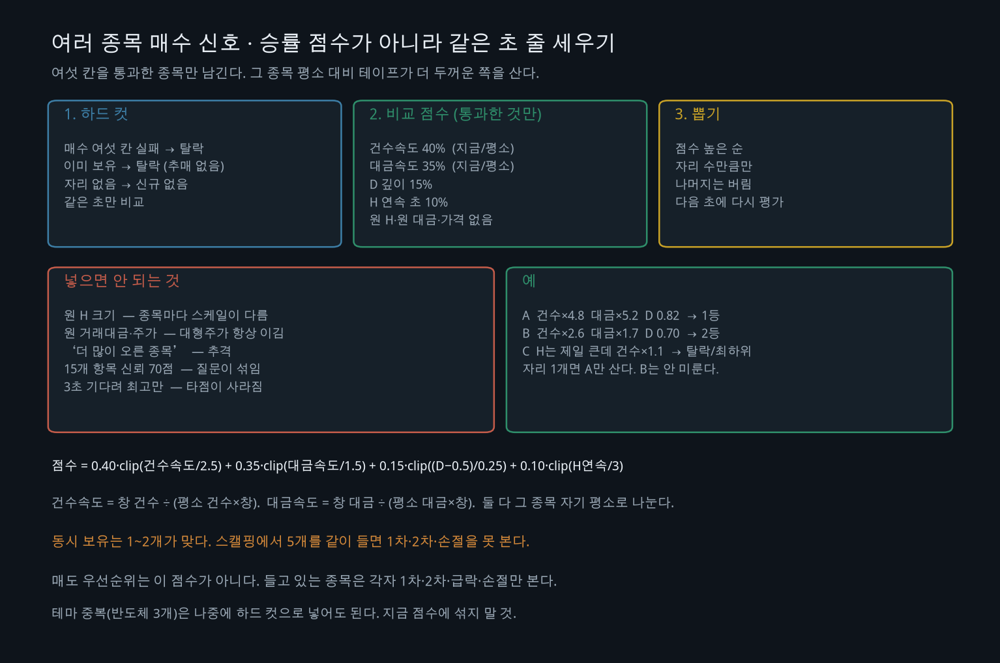 여러 종목 매수 신호 · 승률 점수가 아니라 같은 초 줄 세우기
여섯 칸을 통과한 종목만 남긴다. 그 종목 평소 대비 테이프가 더 두꺼운 쪽을 산다.
1. 하드 컷
매수 여섯 칸 실패 → 탈락
이미 보유 → 탈락 (추매 없음)
자리 없음 → 신규 없음
같은 초만 비교
2. 비교 점수 (통과한 것만)
건수속도 40% (지금/평소)
대금속도 35% (지금/평소)
D 깊이 15%
H 연속 초 10%
원 H·원 대금·가격 없음
3. 뽑기
점수 높은 순
자리 수만큼만
나머지는 버림
다음 초에 다시 평가
넣으면 안 되는 것
원 H 크기 — 종목마다 스케일이 다름
원 거래대금·주가 — 대형주가 항상 이김
‘더 많이 오른 종목’ — 추격
15개 항목 신뢰 70점 — 질문이 섞임
3초 기다려 최고만 — 타점이 사라짐
예
A 건수×4.8 대금×5.2 D 0.82 → 1등
B 건수×2.6 대금×1.7 D 0.70 → 2등
C H는 제일 큰데 건수×1.1 → 탈락/최하위
자리 1개면 A만 산다. B는 안 미룬다.
점수 = 0.40·clip(건수속도/2.5) + 0.35·clip(대금속도/1.5) + 0.15·clip((D−0.5)/0.25) + 0.10·clip(H연속/3)
건수속도 = 창 건수 ÷ (평소 건수×창). 대금속도 = 창 대금 ÷ (평소 대금×창). 둘 다 그 종목 자기 평소로 나눈다.
동시 보유는 1~2개가 맞다. 스캘핑에서 5개를 같이 들면 1차·2차·손절을 못 본다.
매도 우선순위는 이 점수가 아니다. 들고 있는 종목은 각자 1차·2차·급락·손절만 본다.
테마 중복(반도체 3개)은 나중에 하드 컷으로 넣어도 된다. 지금 점수에 섞지 말 것.